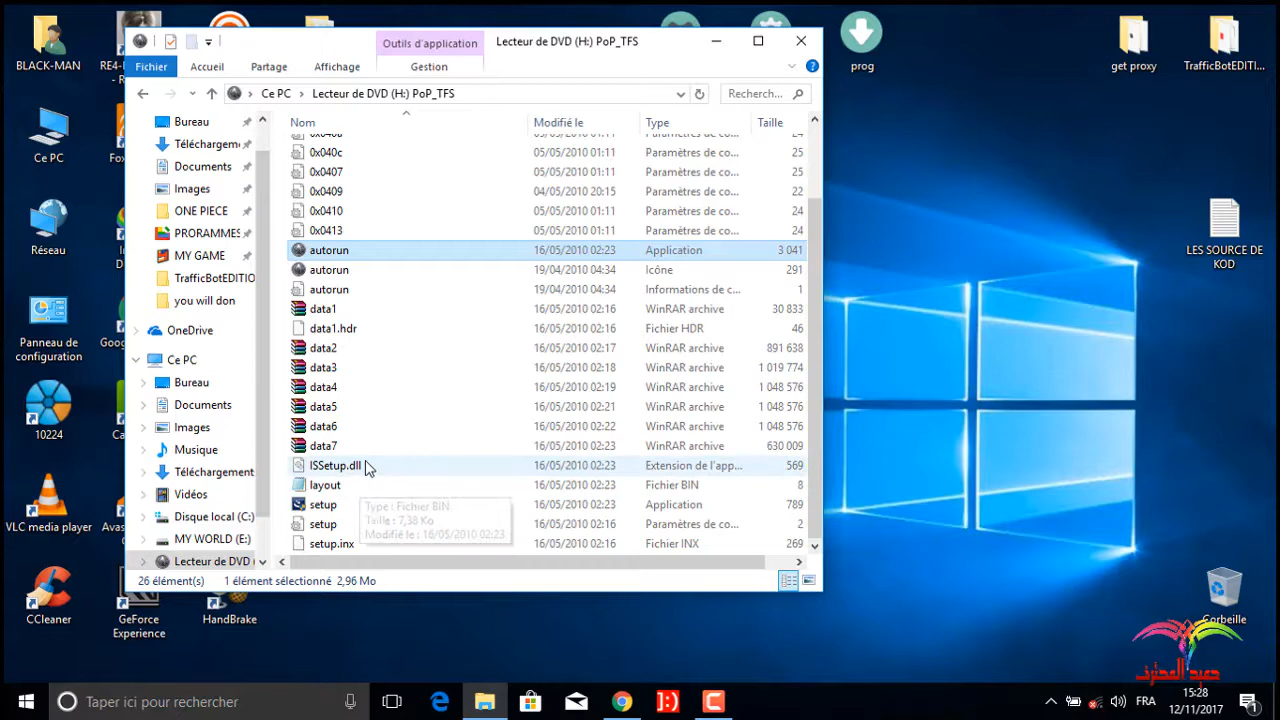 BLACK-MAN
RE4-
- R
prog
get proxy
TrafficBotEDITI...
Ce PC
Fox
Réseau
LES SOURCE DE KOD
Panneau de configuration
Goog
10224
Ca
VLC media player
Avas
CCleaner
GeForce Experience
HandBrake
Corbeille
Outils d'application
Lecteur de DVD (H:) PoP_TFS
Fichier
Accueil
Partage
Affichage
Gestion
Ce PC > Lecteur de DVD (H:) PoP_TFS
Recherch...
Bureau
Téléchargem
Documents
Images
ONE PIECE
PRORAMMES
MY GAME
TrafficBotEDITIO
you will don
OneDrive
Ce PC
Bureau
Documents
Images
Musique
Téléchargement
Vidéos
Disque local (C:)
MY WORLD (E:)
Lecteur de DVD (
Nom Modifié le Type Taille
0x040a 05/05/2010 01:11 Paramètres de co... 24
0x040c 05/05/2010 01:11 Paramètres de co... 25
0x0407 05/05/2010 01:11 Paramètres de co... 25
0x0409 04/05/2010 20:15 Paramètres de co... 22
0x0410 05/05/2010 01:11 Paramètres de co... 24
0x0413 05/05/2010 01:11 Paramètres de co... 24
autorun 16/05/2010 02:23 Application 3 041
autorun 19/04/2010 04:34 Icône 291
autorun 19/04/2010 04:34 Informations de c... 1
data1 16/05/2010 02:16 WinRAR archive 30 833
data1.hdr 16/05/2010 02:16 Fichier HDR 46
data2 16/05/2010 02:17 WinRAR archive 891 638
data3 16/05/2010 02:18 WinRAR archive 1 019 774
data4 16/05/2010 02:19 WinRAR archive 1 048 576
data5 16/05/2010 02:21 WinRAR archive 1 048 576
data6 16/05/2010 02:22 WinRAR archive 1 048 576
data7 16/05/2010 02:23 WinRAR archive 630 009
ISSetup.dll 16/05/2010 02:23 Extension de l'app... 569
layout 16/05/2010 02:23 Fichier BIN 8
setup 16/05/2010 02:23 Application 789
setup 16/05/2010 02:23 Paramètres de co... 2
setup.inx 16/05/2010 02:16 Fichier INX 269
Type : Fichier BIN
Taille : 7,38 Ko
Modifié le : 16/05/2010 02:23
26 élément(s) 1 élément sélectionné 2,96 Mo
حميد المحترف
Taper ici pour rechercher
FRA
15:28
12/11/2017
1